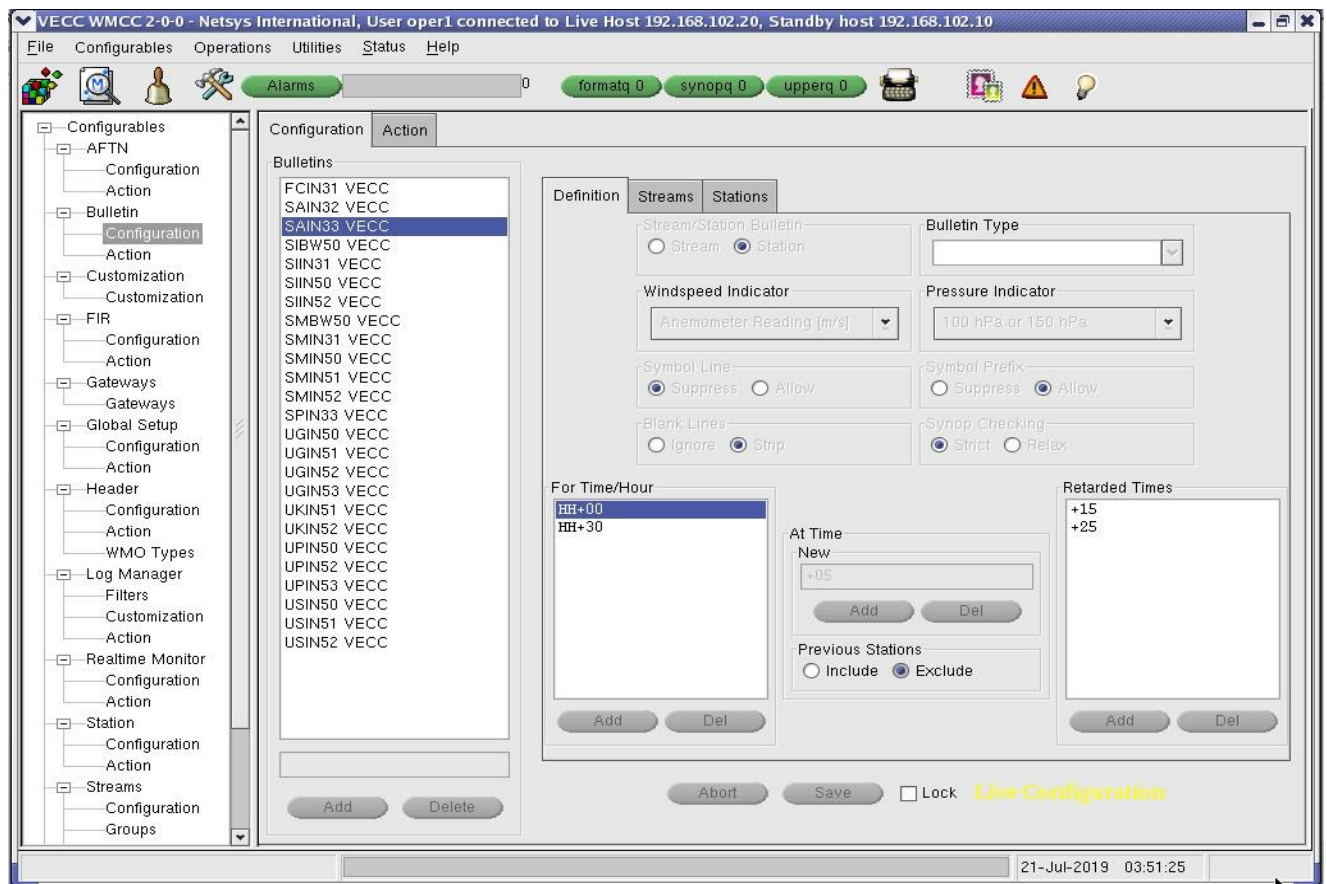 VECC WMCC 2-0-0 - Netsys International, User oper1 connected to Live Host 192.168.102.20, Standby host 192.168.102.10
File Configurables Operations Utilities Status Help
Alarms 0 formatq 0 synopq 0 upperq 0
Configurables
AFTN
Configuration
Action
Bulletin
Configuration
Action
Customization
Customization
FIR
Configuration
Action
Gateways
Gateways
Global Setup
Configuration
Action
Header
Configuration
Action
WMO Types
Log Manager
Filters
Customization
Action
Realtime Monitor
Configuration
Action
Station
Configuration
Action
Streams
Configuration
Groups
Configuration Action
Bulletins
FCIN31 VECC
SAIN32 VECC
SAIN33 VECC
SIBW50 VECC
SIIN31 VECC
SIIN50 VECC
SIIN52 VECC
SMBW50 VECC
SMIN31 VECC
SMIN50 VECC
SMIN51 VECC
SMIN52 VECC
SPIN33 VECC
UGIN50 VECC
UGIN51 VECC
UGIN52 VECC
UGIN53 VECC
UKIN51 VECC
UKIN52 VECC
UPIN50 VECC
UPIN52 VECC
UPIN53 VECC
USIN50 VECC
USIN51 VECC
USIN52 VECC
Add Delete
Definition Streams Stations
Stream/Station Bulletin
Stream Station
Bulletin Type
Windspeed Indicator
Anemometer Reading [m/s]
Pressure Indicator
100 hPa or 150 hPa
Symbol Line
Suppress Allow
Symbol Prefix
Suppress Allow
Blank Lines
Ignore Strip
Synop Checking
Strict Relax
For Time/Hour
HH+00
HH+30
Add Del
At Time
New
+05
Add Del
Previous Stations
Include Exclude
Retarded Times
+15
+25
Add Del
Abort Save Lock Live Configuration
21-Jul-2019 03:51:25